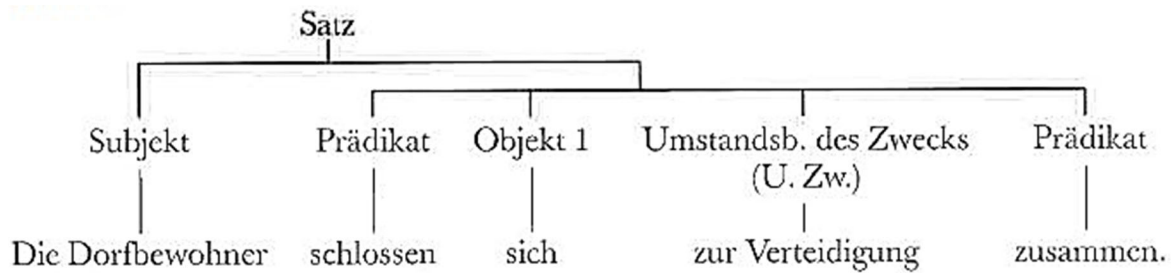 Satz
Subjekt Prädikat Objekt 1 Umstandsb. des Zwecks Prädikat
(U. Zw.)
Die Dorfbewohner schlossen sich zur Verteidigung zusammen.